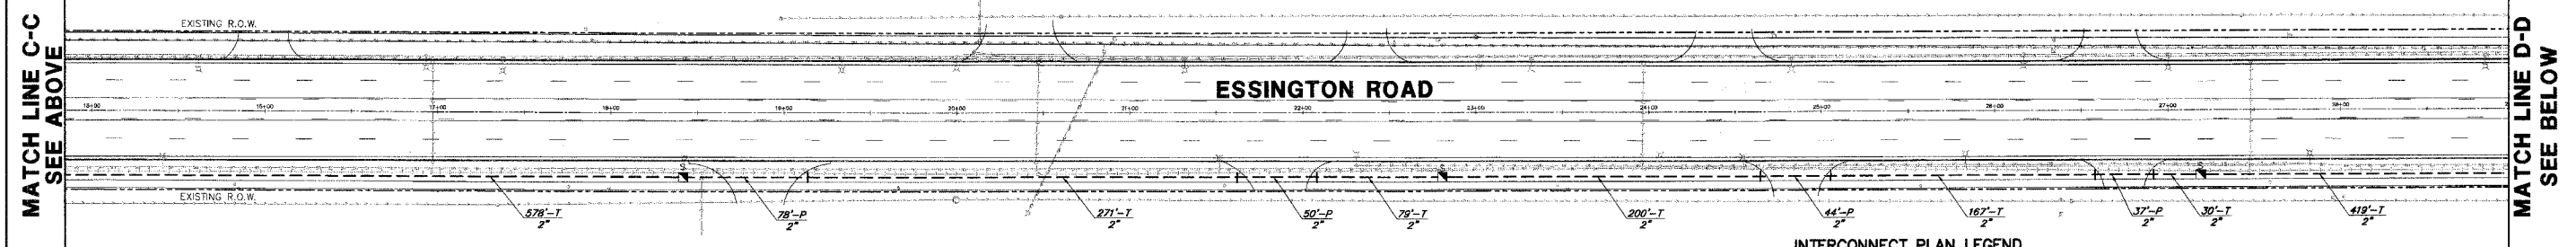 MATCH LINE C-C
SEE ABOVE
EXISTING R.O.W.
ESSINGTON ROAD
17+00
18+00
19+00
20+00
21+00
22+00
23+00
24+00
25+00
26+00
27+00
28+00
EXISTING R.O.W.
578'-T
2"
78'-P
2"
271'-T
2"
50'-P
2"
79'-T
2"
200'-T
2"
44'-P
2"
167'-T
2"
37'-P
2"
30'-T
2"
419'-T
2"
MATCH LINE D-D
SEE BELOW
INTERCONNECT PLAN LEGEND